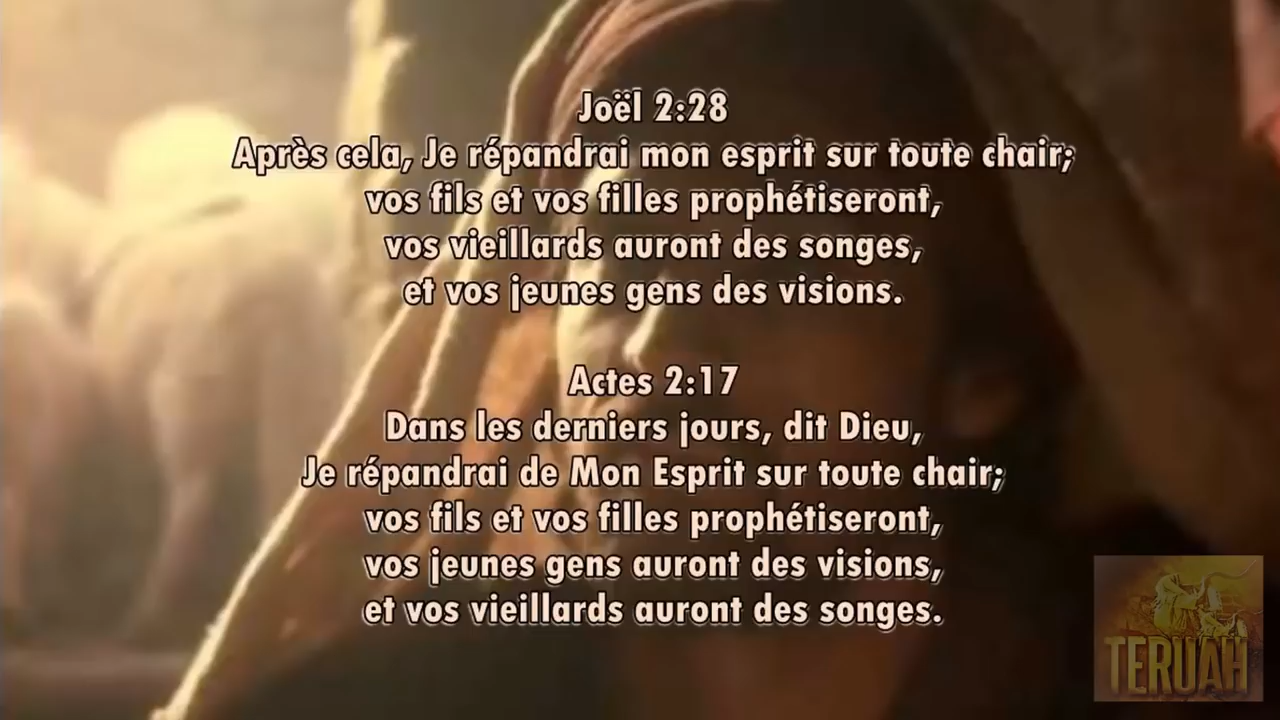 Joël 2:28
Après cela, Je répandrai mon esprit sur toute chair;
vos fils et vos filles prophétiseront,
vos vieillards auront des songes,
et vos jeunes gens des visions.
Actes 2:17
Dans les derniers jours, dit Dieu,
Je répandrai de Mon Esprit sur toute chair;
vos fils et vos filles prophétiseront,
vos jeunes gens auront des visions,
et vos vieillards auront des songes.
TERUAH